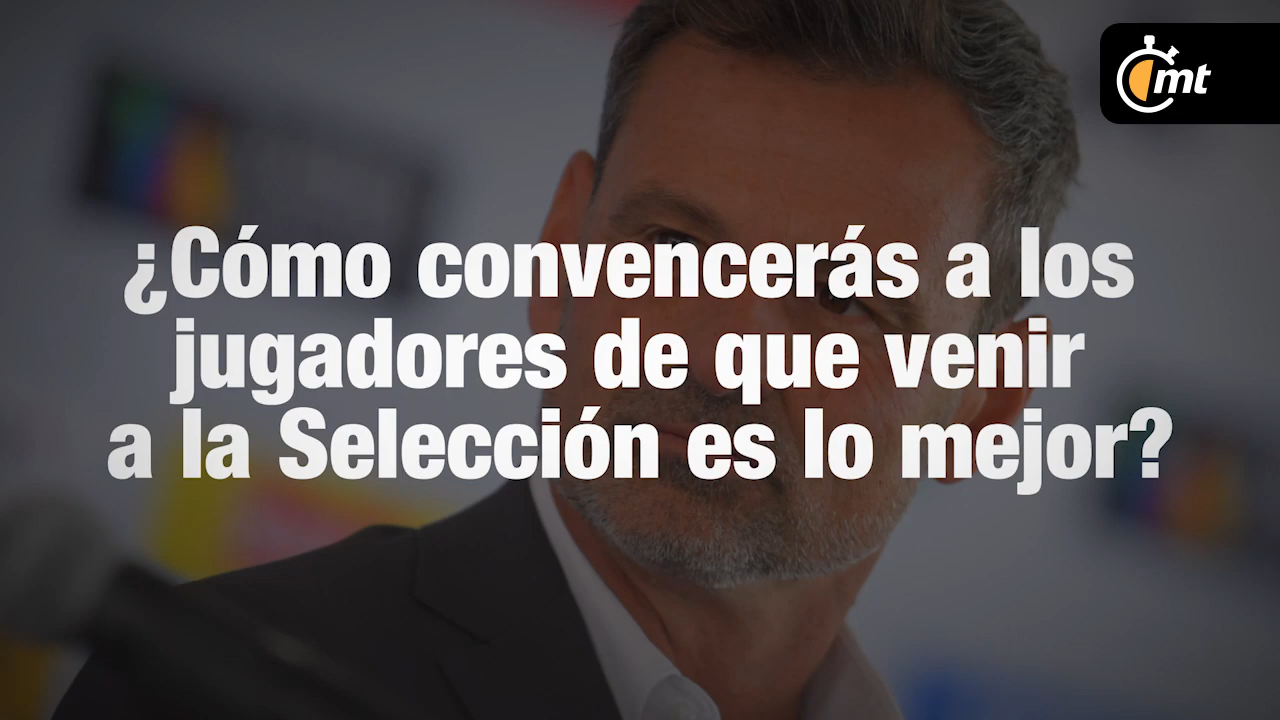 mt
¿Cómo convencerás a los
jugadores de que venir
a la Selección es lo mejor?